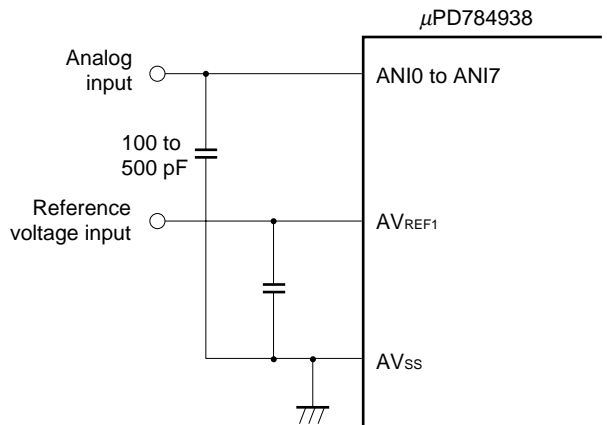 μPD784938
Analog
input
ANI0 to ANI7
100 to
500 pF
Reference
voltage input
AVREF1
AVSS